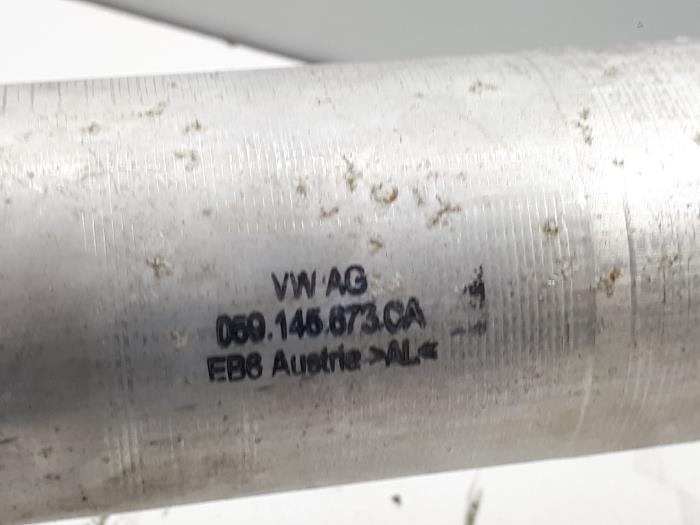 VW AG
059.145.673.CA
EB6 Austria >AL<